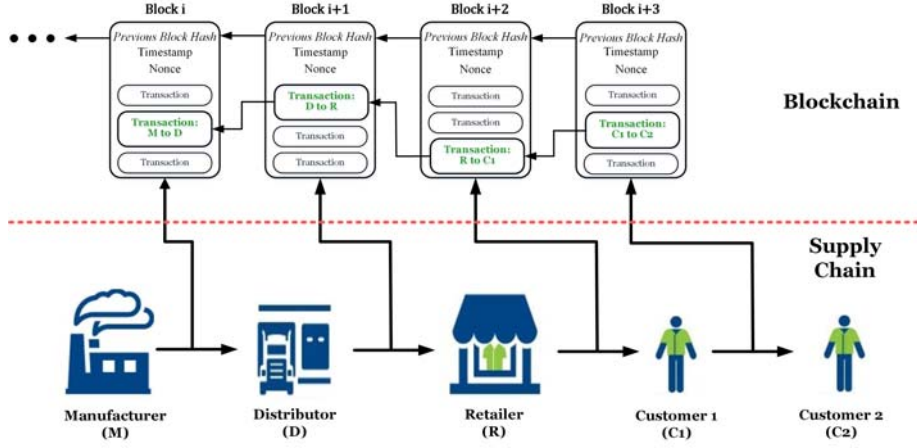 Block i
Block i+1
Block i+2
Block i+3
Previous Block Hash
Timestamp
Nonce
Transaction
Transaction:
M to D
Transaction
Previous Block Hash
Timestamp
Nonce
Transaction:
D to R
Transaction
Transaction
Previous Block Hash
Timestamp
Nonce
Transaction
Transaction
Transaction:
R to C1
Previous Block Hash
Timestamp
Nonce
Transaction
Transaction:
C1 to C2
Transaction
Blockchain
Supply
Chain
Manufacturer
(M)
Distributor
(D)
Retailer
(R)
Customer 1
(C1)
Customer 2
(C2)